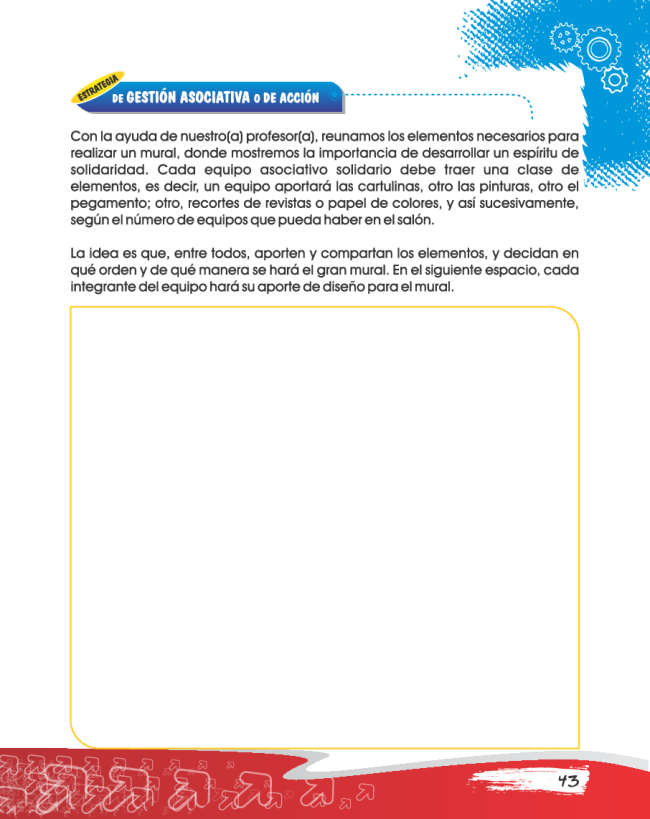 ESTRATEGIA
DE GESTIÓN ASOCIATIVA O DE ACCIÓN
Con la ayuda de nuestro(a) profesor(a), reunamos los elementos necesarios para
realizar un mural, donde mostremos la importancia de desarrollar un espíritu de
solidaridad. Cada equipo asociativo solidario debe traer una clase de
elementos, es decir, un equipo aportará las cartulinas, otro las pinturas, otro el
pegamento; otro, recortes de revistas o papel de colores, y así sucesivamente,
según el número de equipos que pueda haber en el salón.
La idea es que, entre todos, aporten y compartan los elementos, y decidan en
qué orden y de qué manera se hará el gran mural. En el siguiente espacio, cada
integrante del equipo hará su aporte de diseño para el mural.
43